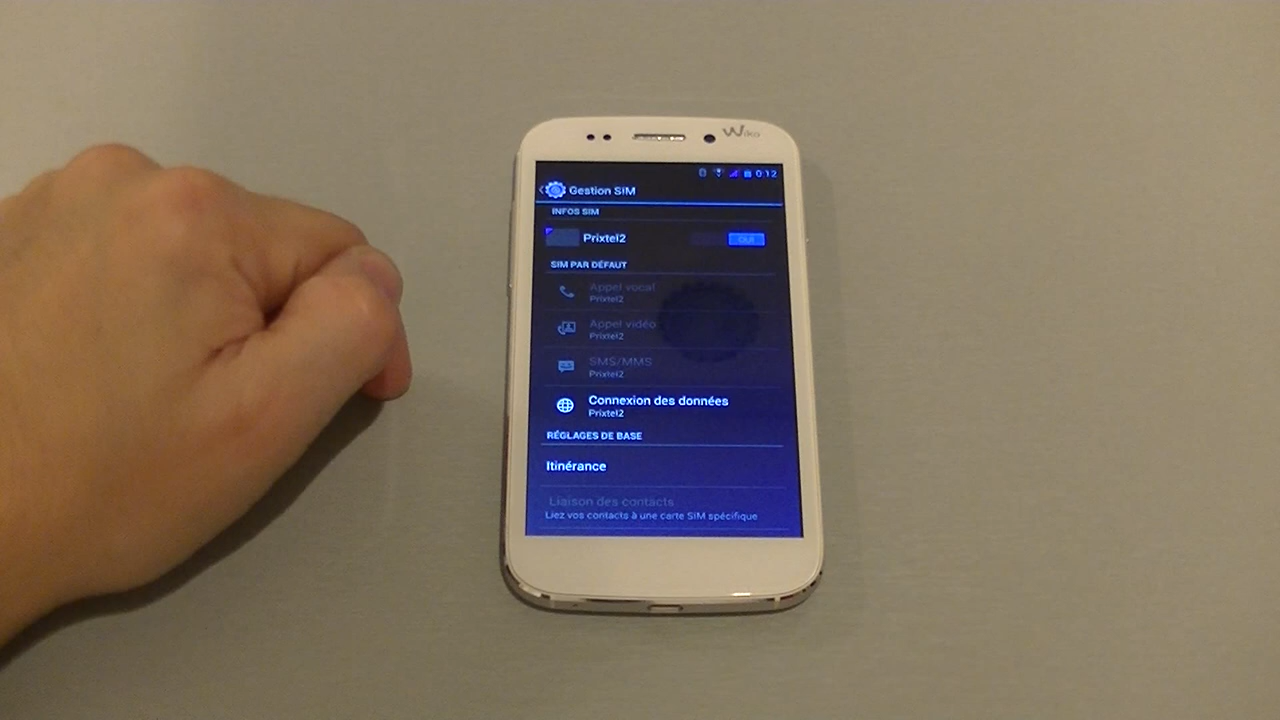 Wiko
0:12
Gestion SIM
INFOS SIM
Prixtel2
OUI
SIM PAR DÉFAUT
Appel vocal
Prixtel2
Appel vidéo
Prixtel2
SMS/MMS
Prixtel2
Connexion des données
Prixtel2
RÉGLAGES DE BASE
Itinérance
Liaison des contacts
Liez vos contacts à une carte SIM spécifique